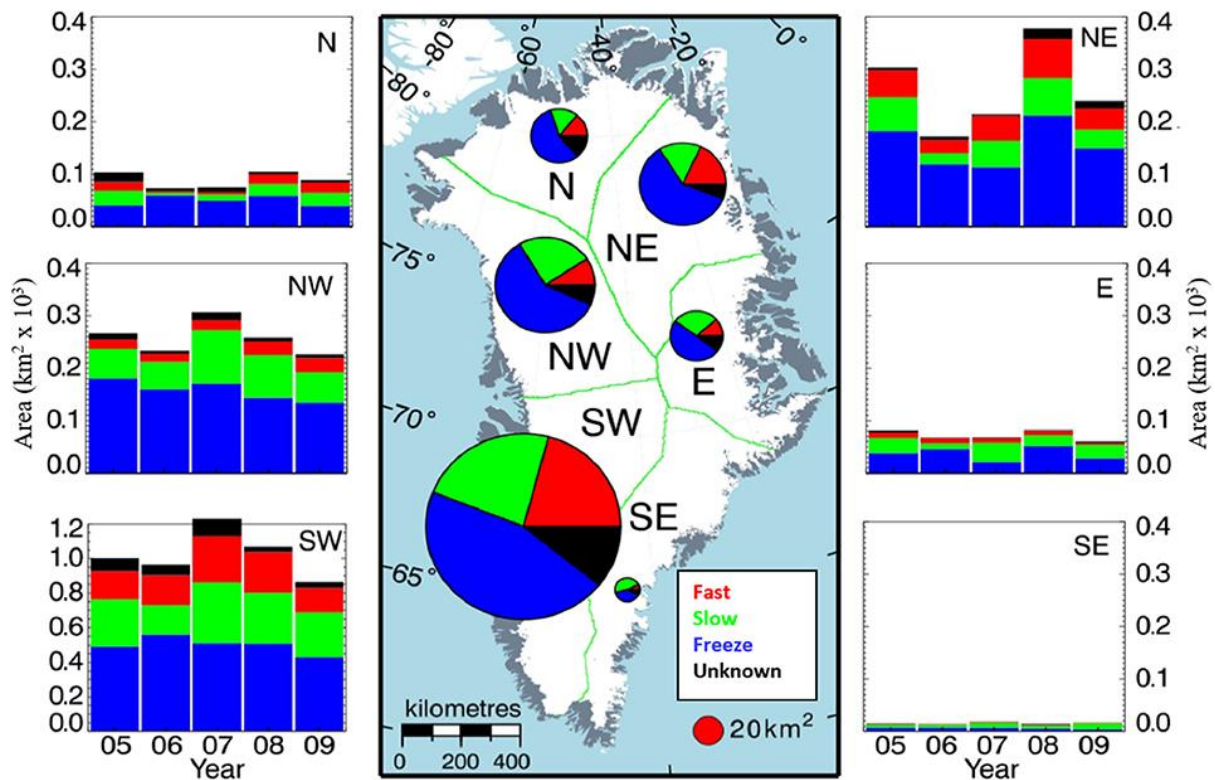 0.4
N
0.3
0.2
0.1
0.0
0.4
NW
0.3
0.2
0.1
0.0
Area (km² x 10³)
1.2
SW
1.0
0.8
0.6
0.4
0.2
0.0
05 06 07 08 09
Year
-80° -60° -40° -20° 0°
80°
75°
70°
65°
N
NE
NW
E
SW
SE
Fast
Slow
Freeze
Unknown
20km²
kilometres
0 200 400
NE
0.4
0.3
0.2
0.1
0.0
E
0.4
0.3
0.2
0.1
0.0
Area (km² x 10³)
SE
0.4
0.3
0.2
0.1
0.0
05 06 07 08 09
Year